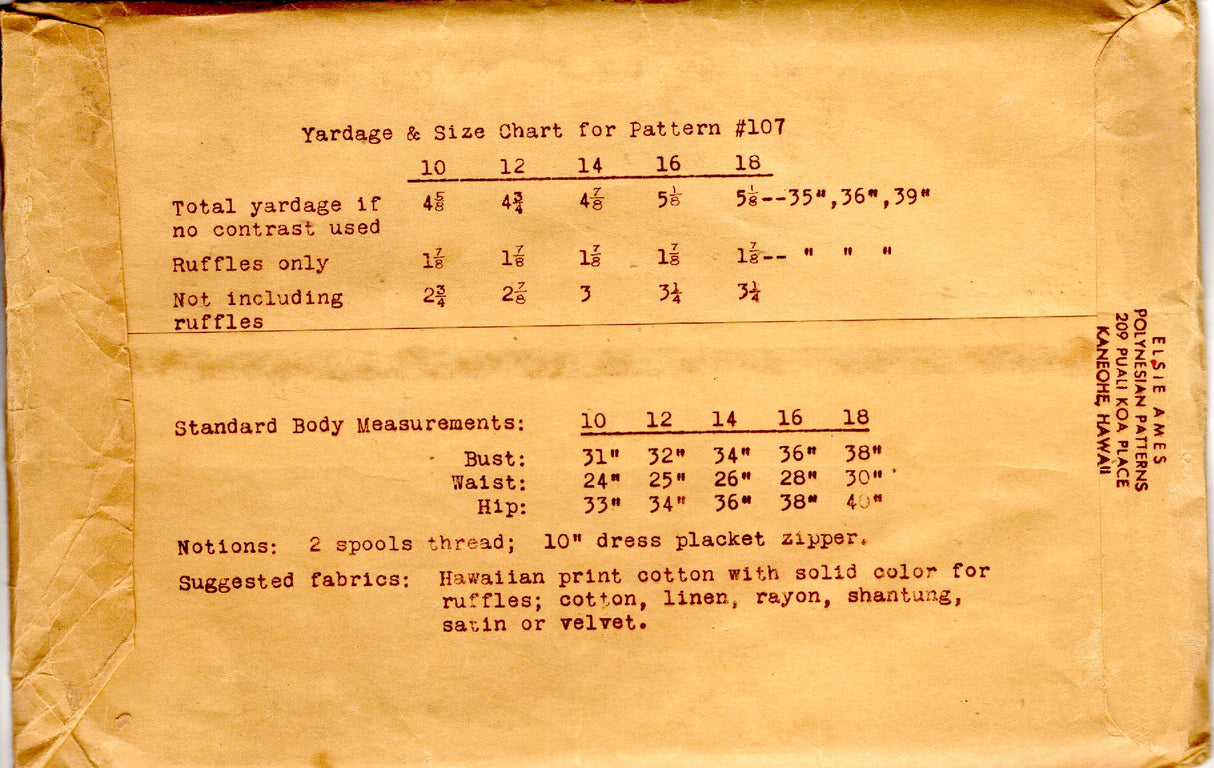 Yardage & Size Chart for Pattern #107
10 12 14 16 18
Total yardage if 4⅝ 4¾ 4⅞ 5⅛ 5⅛--35",36",39"
no contrast used
Ruffles only 1⅞ 1⅞ 1⅞ 1⅞ 1⅞-- " " "
Not including 2¾ 2⅞ 3 3¼ 3¼
ruffles
Standard Body Measurements: 10 12 14 16 18
Bust: 31" 32" 34" 36" 38"
Waist: 24" 25" 26" 28" 30"
Hip: 33" 34" 36" 38" 40"
Notions: 2 spools thread; 10" dress placket zipper.
Suggested fabrics: Hawaiian print cotton with solid color for
ruffles; cotton, linen, rayon, shantung,
satin or velvet.
ELSIE AMES
POLYNESIAN PATTERNS
209 PUALI KOA PLACE
KANEOHE, HAWAII